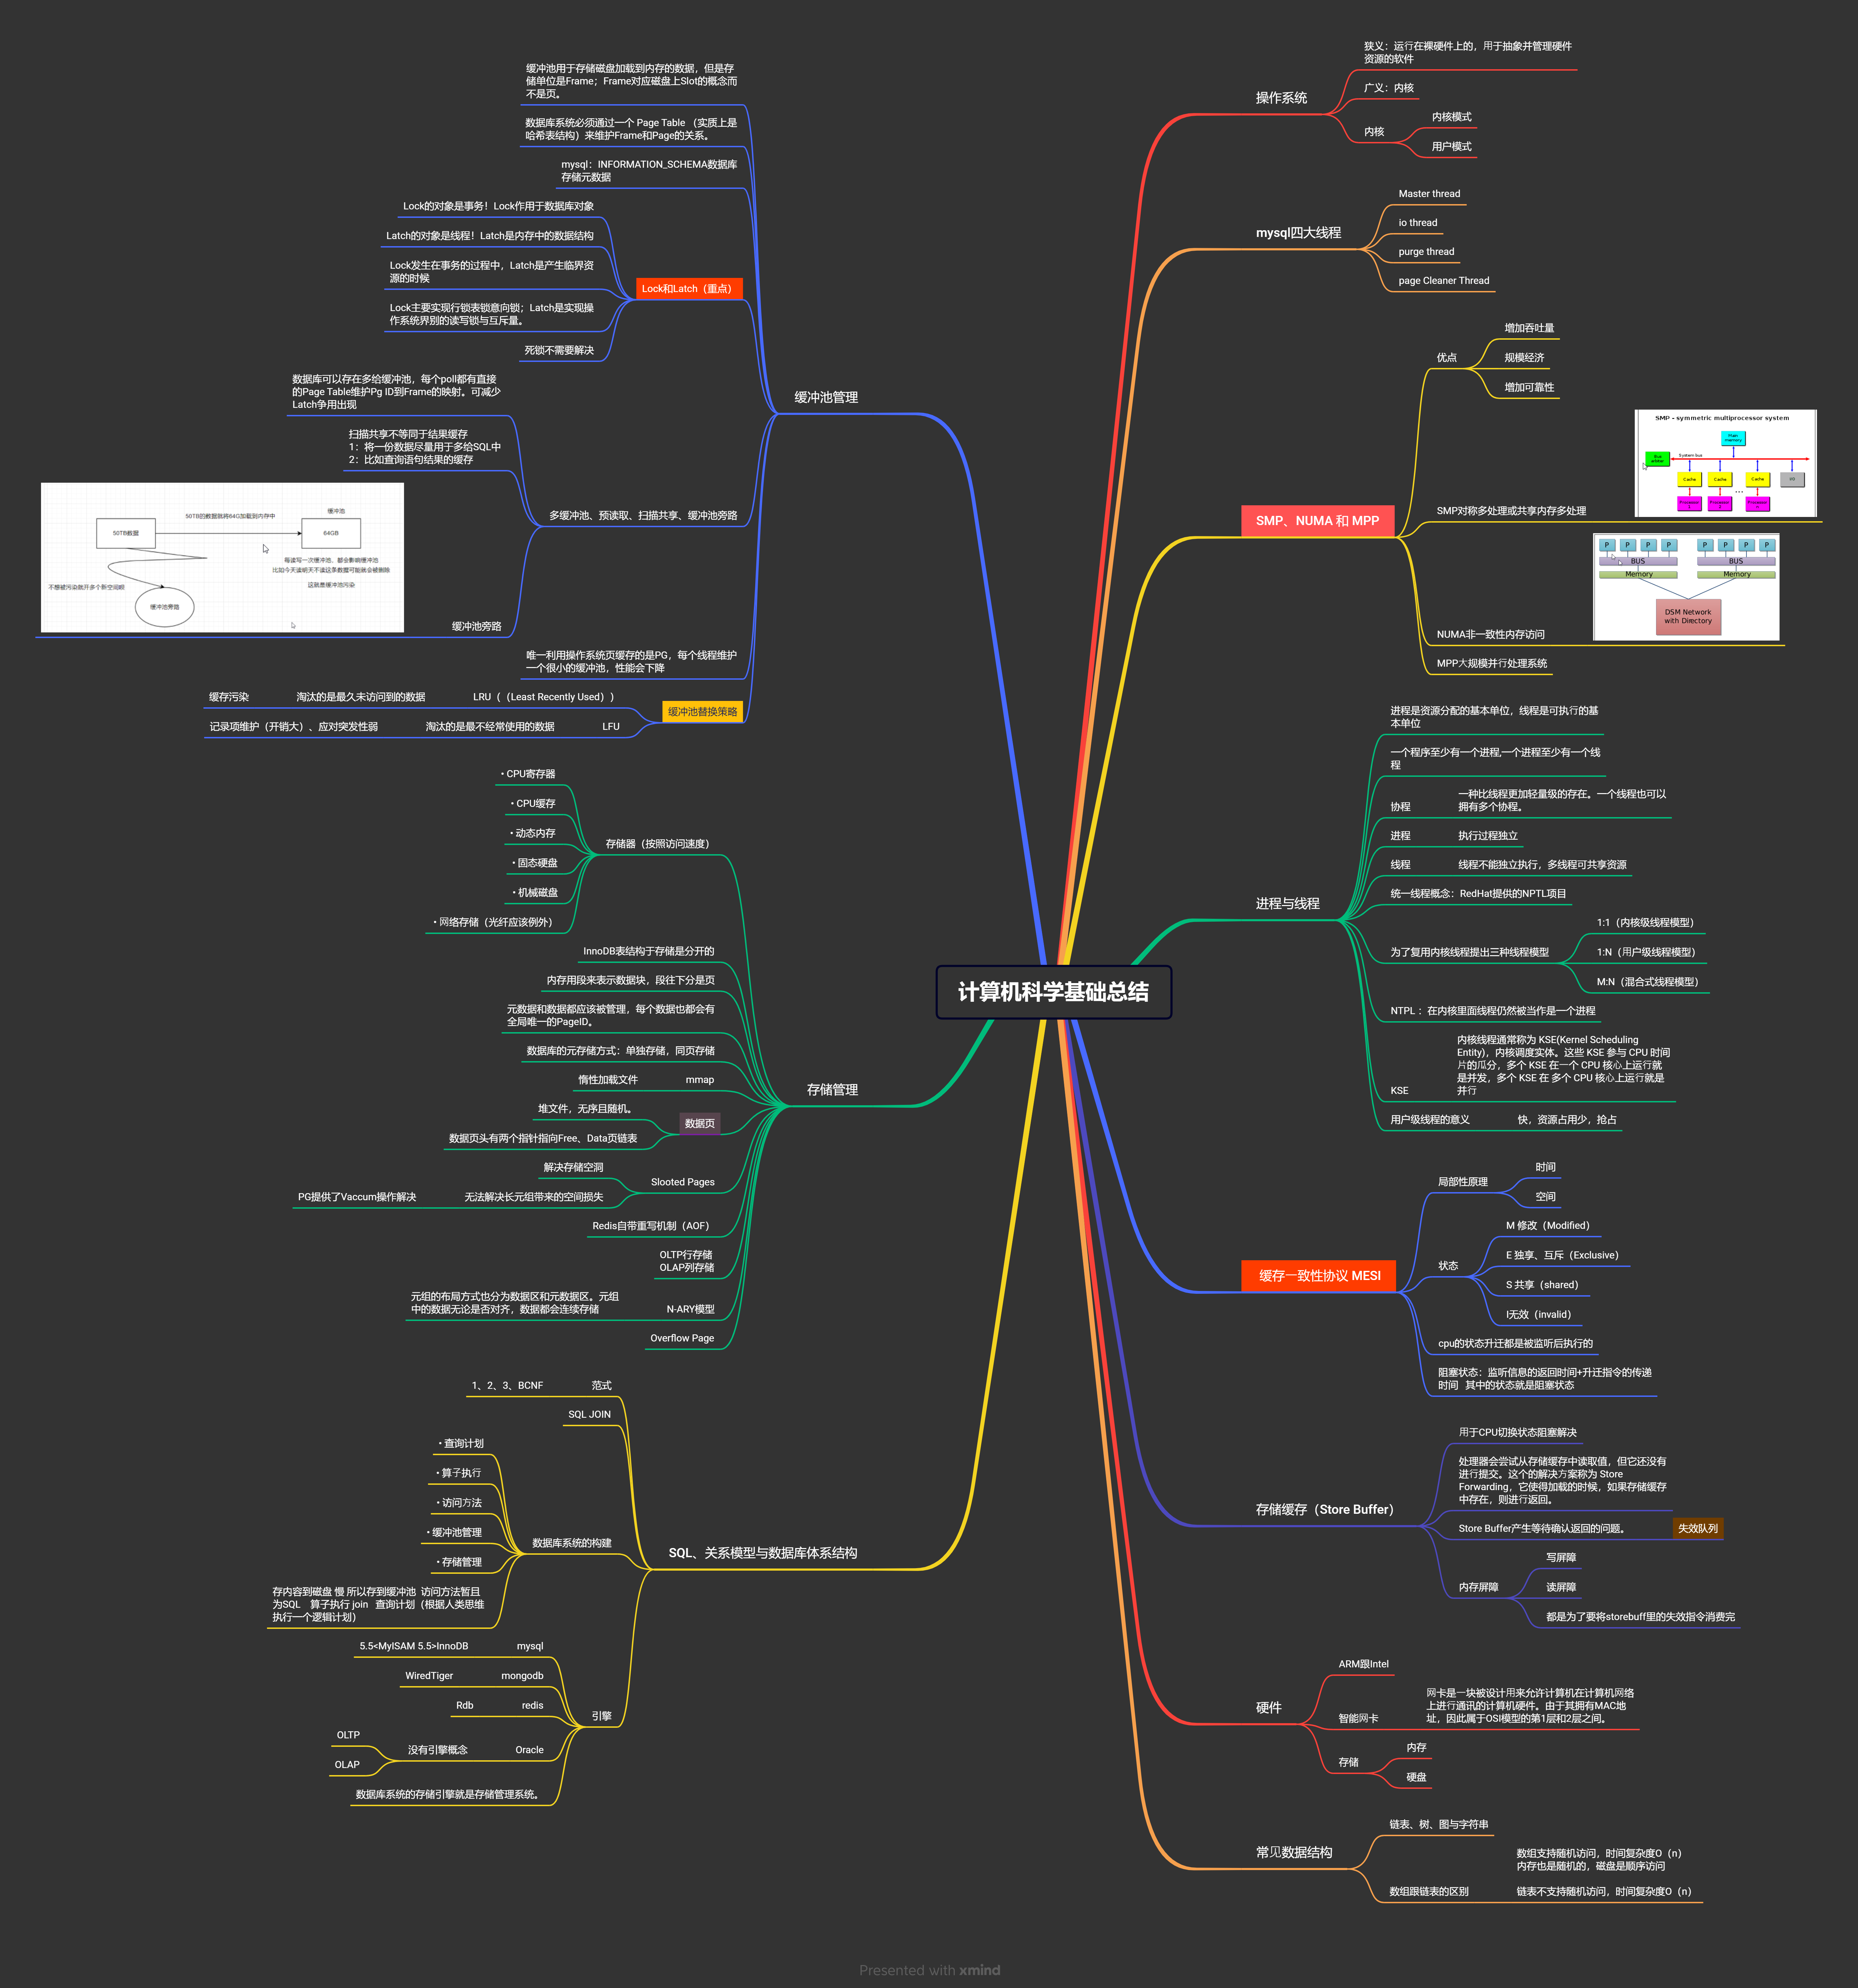 计算机科学基础总结
操作系统
狭义：运行在裸硬件上的，用于抽象并管理硬件
资源的软件
广义：内核
内核
内核模式
用户模式
mysql四大线程
Master thread
io thread
purge thread
page Cleaner Thread
SMP、NUMA 和 MPP
优点
增加吞吐量
规模经济
增加可靠性
SMP对称多处理或共享内存多处理
SMP - symmetric multiprocessor system
Main
memory
Bus
arbiter
System bus
Cache
Cache
Cache
I/O
Processor
1
Processor
2
...
Processor
n
NUMA非一致性内存访问
P P P P
P P P P
BUS
BUS
Memory
Memory
DSM Network
with Directory
MPP大规模并行处理系统
进程与线程
进程是资源分配的基本单位，线程是可执行的基
本单位
一个程序至少有一个进程,一个进程至少有一个线
程
协程
一种比线程更加轻量级的存在。一个线程也可以
拥有多个协程。
进程
执行过程独立
线程
线程不能独立执行，多线程可共享资源
统一线程概念：RedHat提供的NPTL项目
为了复用内核线程提出三种线程模型
1:1（内核级线程模型）
1:N（用户级线程模型）
M:N（混合式线程模型）
NTPL ：在内核里面线程仍然被当作是一个进程
KSE
内核线程通常称为 KSE(Kernel Scheduling
Entity)，内核调度实体。这些 KSE 参与 CPU 时间
片的瓜分，多个 KSE 在一个 CPU 核心上运行就
是并发，多个 KSE 在 多个 CPU 核心上运行就是
并行
用户级线程的意义
快，资源占用少，抢占
缓存一致性协议 MESI
局部性原理
时间
空间
状态
M 修改（Modified）
E 独享、互斥（Exclusive）
S 共享（shared）
I无效（invalid）
cpu的状态升迁都是被监听后执行的
阻塞状态：监听信息的返回时间+升迁指令的传递
时间 其中的状态就是阻塞状态
存储缓存（Store Buffer）
用于CPU切换状态阻塞解决
处理器会尝试从存储缓存中读取值，但它还没有
进行提交。这个的解决方案称为 Store
Forwarding，它使得加载的时候，如果存储缓存
中存在，则进行返回。
Store Buffer产生等待确认返回的问题。
失效队列
内存屏障
写屏障
读屏障
都是为了要将storebuff里的失效指令消费完
硬件
ARM跟Intel
智能网卡
网卡是一块被设计用来允许计算机在计算机网络
上进行通讯的计算机硬件。由于其拥有MAC地
址，因此属于OSI模型的第1层和2层之间。
存储
内存
硬盘
常见数据结构
链表、树、图与字符串
数组跟链表的区别
数组支持随机访问，时间复杂度O（n）
内存也是随机的，磁盘是顺序访问
链表不支持随机访问，时间复杂度O（n）
缓冲池管理
缓冲池用于存储磁盘加载到内存的数据，但是存
储单位是Frame；Frame对应磁盘上Slot的概念而
不是页。
数据库系统必须通过一个 Page Table （实质上是
哈希表结构）来维护Frame和Page的关系。
mysql：INFORMATION_SCHEMA数据库
存储元数据
Lock和Latch（重点）
Lock的对象是事务！Lock作用于数据库对象
Latch的对象是线程！Latch是内存中的数据结构
Lock发生在事务的过程中，Latch是产生临界资
源的时候
Lock主要实现行锁表锁意向锁；Latch是实现操
作系统界别的读写锁与互斥量。
死锁不需要解决
多缓冲池、预读取、扫描共享、缓冲池旁路
数据库可以存在多给缓冲池，每个poll都有直接
的Page Table维护Pg ID到Frame的映射。可减少
Latch争用出现
扫描共享不等同于结果缓存
1：将一份数据尽量用于多给SQL中
2：比如查询语句结果的缓存
缓冲池旁路
50TB的数据就将64G加载到内存中
缓冲池
50TB数据
64GB
每读写一次缓冲池、都会影响缓冲池
比如今天读明天不读这条数据可能就会被删除
这就是缓冲池污染
不想被污染就开多个新空间呗
缓冲池旁路
唯一利用操作系统页缓存的是PG，每个线程维护
一个很小的缓冲池，性能会下降
缓冲池替换策略
LRU（（Least Recently Used））
淘汰的是最久未访问到的数据
缓存污染
LFU
淘汰的是最不经常使用的数据
记录项维护（开销大）、应对突发性弱
存储管理
存储器（按照访问速度）
• CPU寄存器
• CPU缓存
• 动态内存
• 固态硬盘
• 机械磁盘
• 网络存储（光纤应该例外）
InnoDB表结构于存储是分开的
内存用段来表示数据块，段往下分是页
元数据和数据都应该被管理，每个数据也都会有
全局唯一的PageID。
数据库的元存储方式：单独存储，同页存储
mmap
惰性加载文件
数据页
堆文件，无序且随机。
数据页头有两个指针指向Free、Data页链表
Slooted Pages
解决存储空洞
无法解决长元组带来的空间损失
PG提供了Vaccum操作解决
Redis自带重写机制（AOF）
OLTP行存储
OLAP列存储
N-ARY模型
元组的布局方式也分为数据区和元数据区。元组
中的数据无论是否对齐，数据都会连续存储
Overflow Page
SQL、关系模型与数据库体系结构
范式
1、2、3、BCNF
SQL JOIN
数据库系统的构建
• 查询计划
• 算子执行
• 访问方法
• 缓冲池管理
• 存储管理
存内容到磁盘 慢 所以存到缓冲池 访问方法暂且
为SQL 算子执行 join 查询计划（根据人类思维
执行一个逻辑计划）
引擎
mysql
5.5<MyISAM 5.5>InnoDB
mongodb
WiredTiger
redis
Rdb
Oracle
没有引擎概念
OLTP
OLAP
数据库系统的存储引擎就是存储管理系统。
Presented with xmind